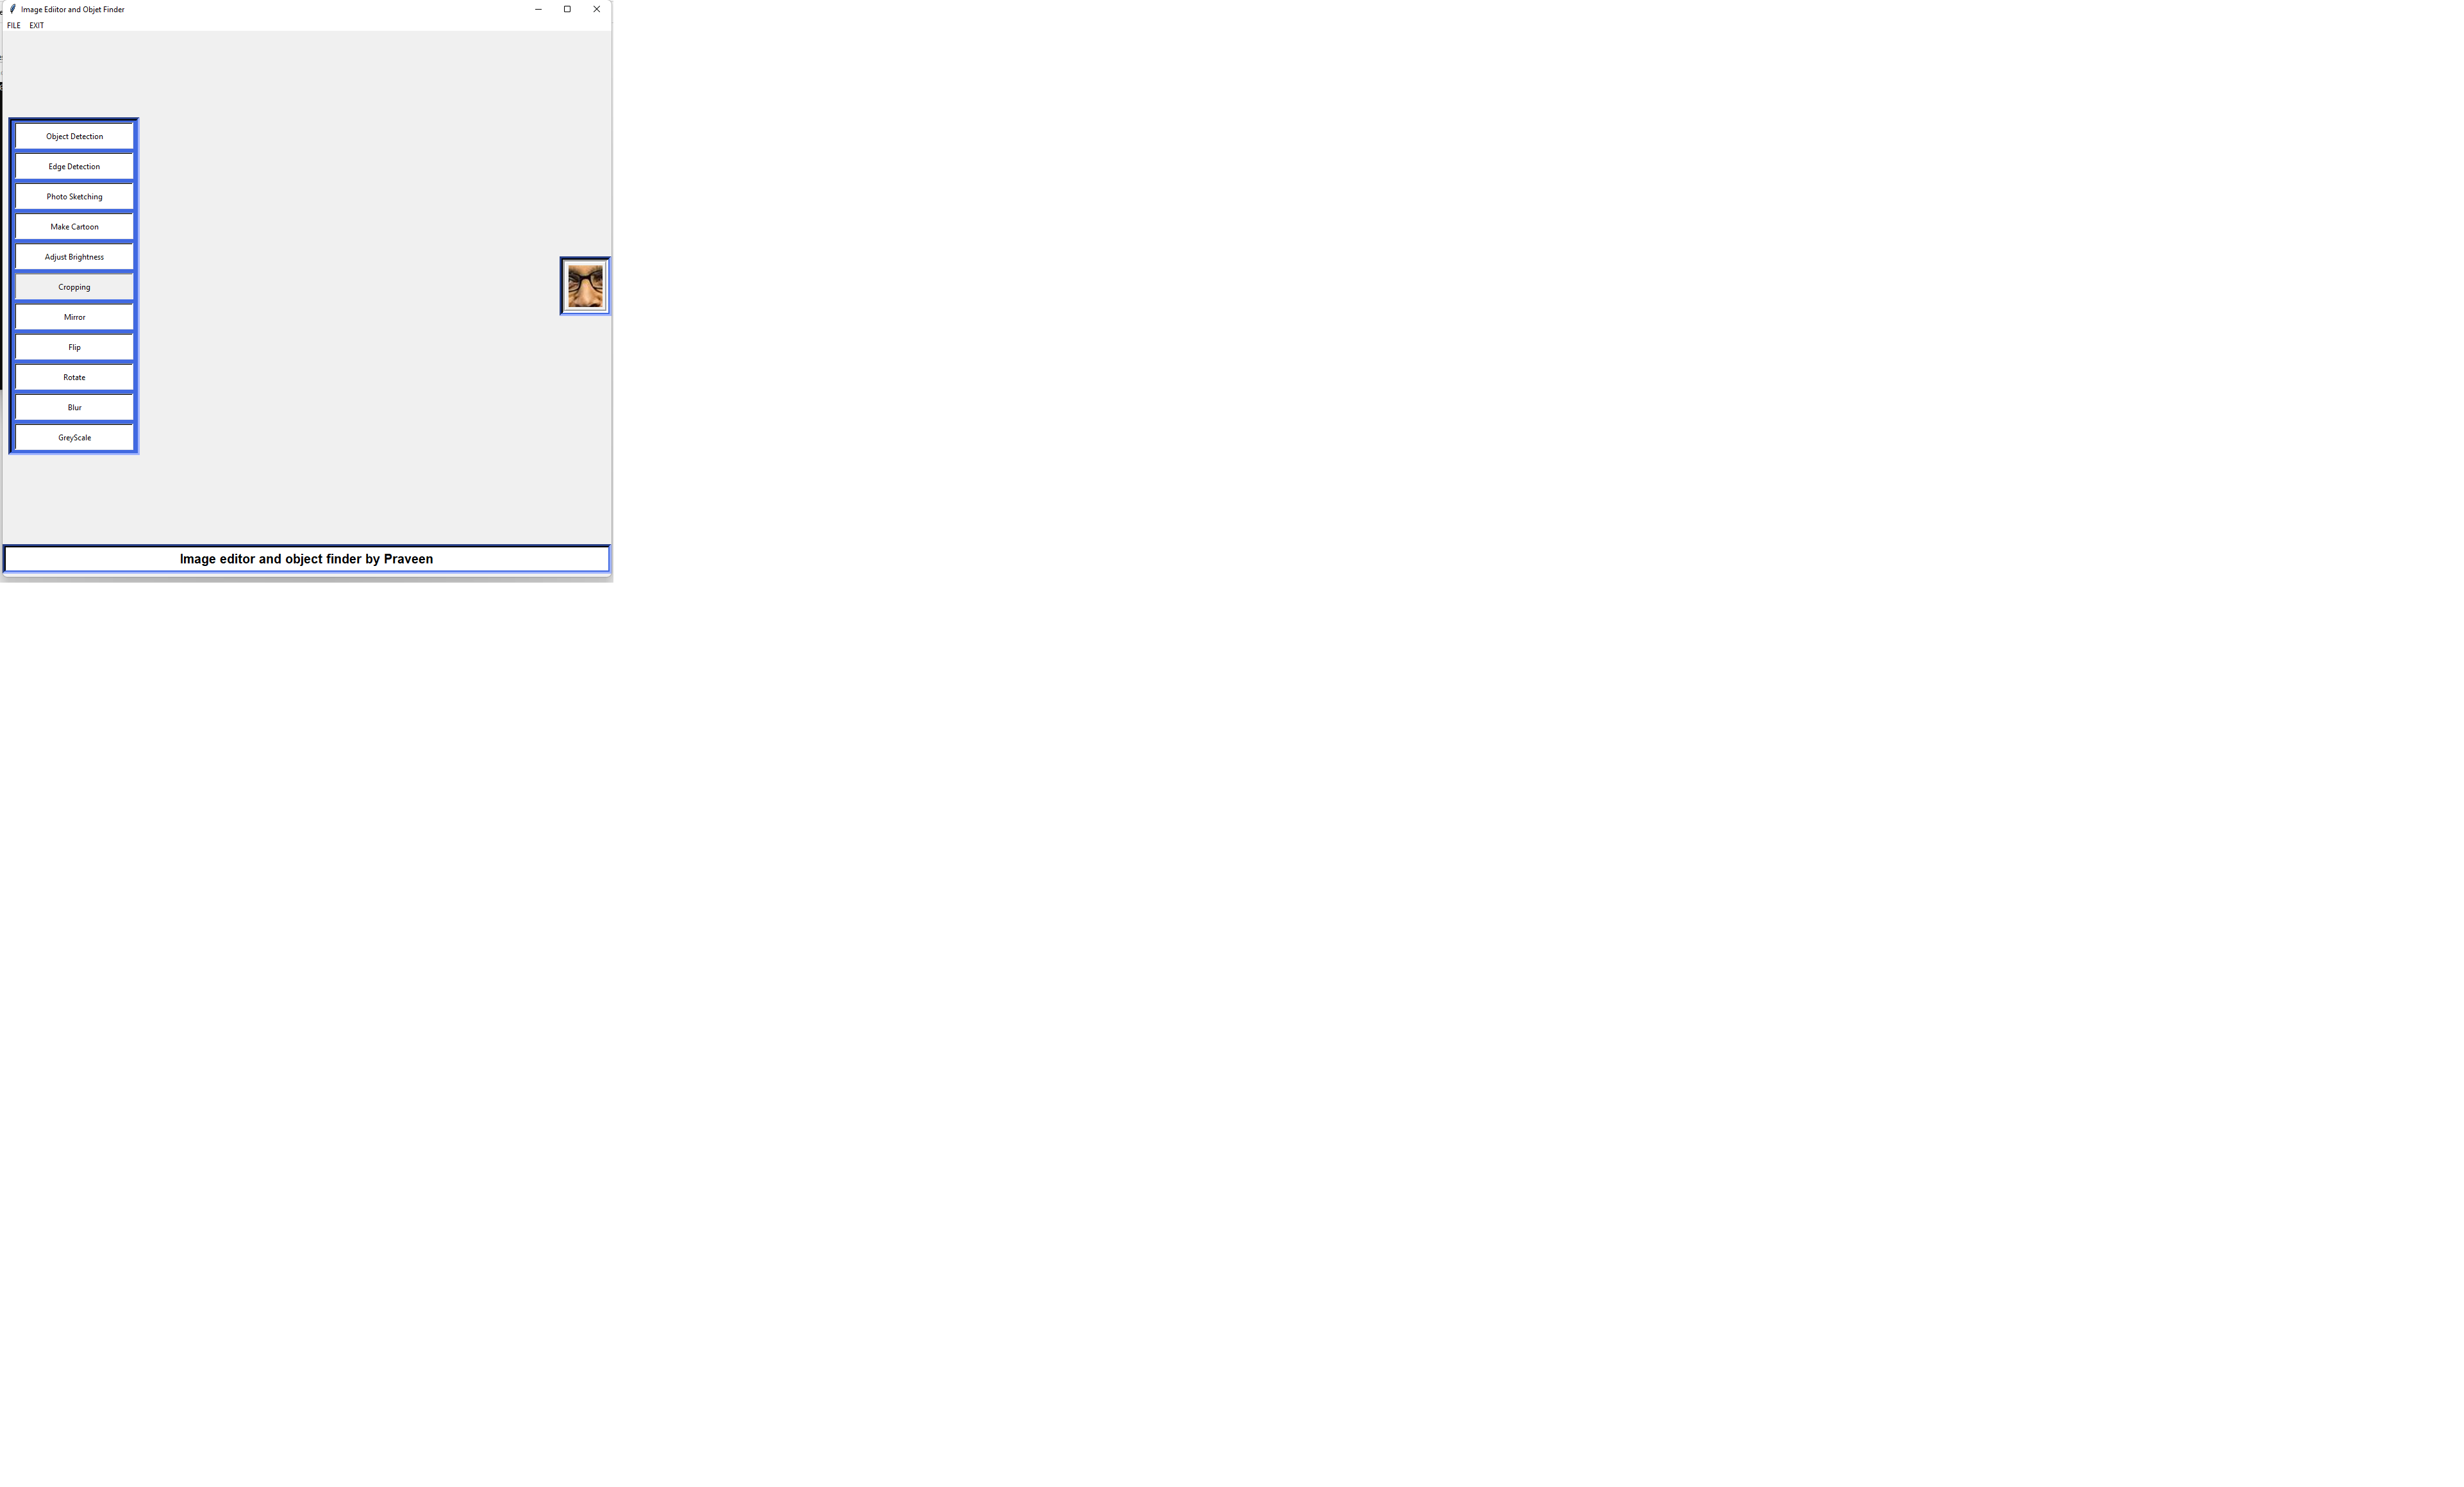 Image Ediitor and Objet Finder
FILE EXIT
Object Detection
Edge Detection
Photo Sketching
Make Cartoon
Adjust Brightness
Cropping
Mirror
Flip
Rotate
Blur
GreyScale
Image editor and object finder by Praveen